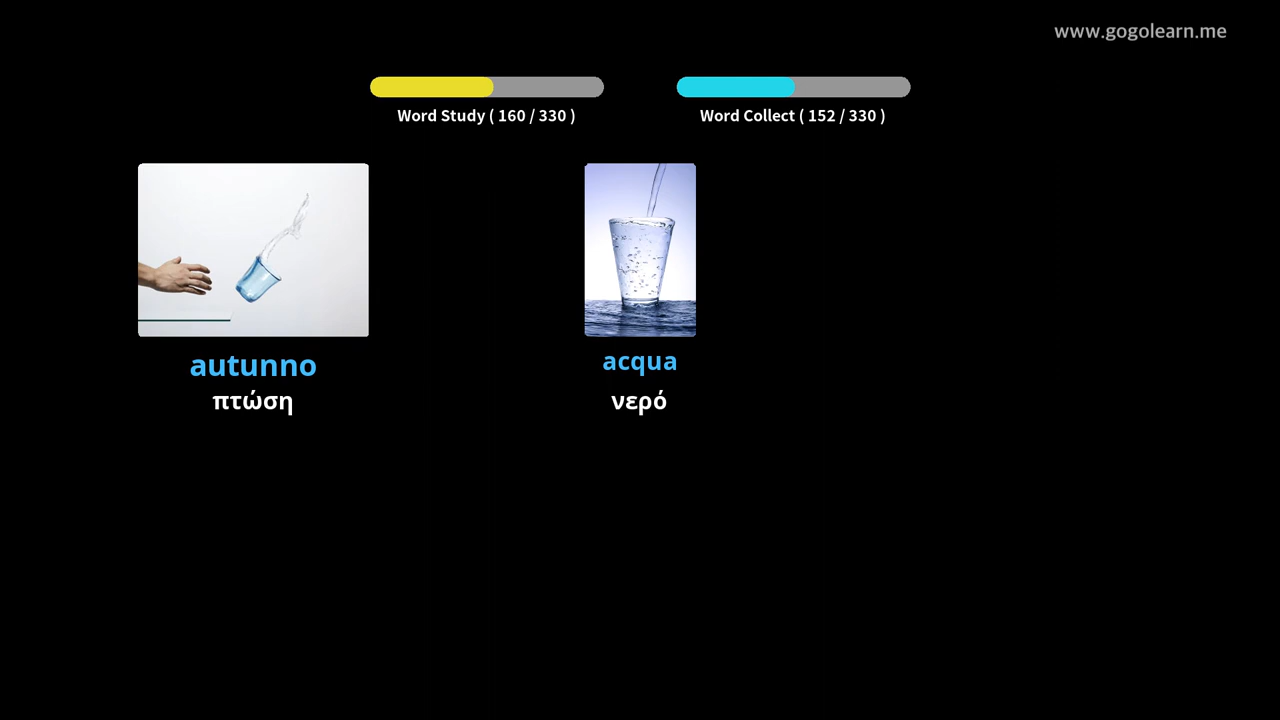 www.gogolearn.me
Word Study ( 160 / 330 )
Word Collect ( 152 / 330 )
autunno
πτώση
acqua
νερό